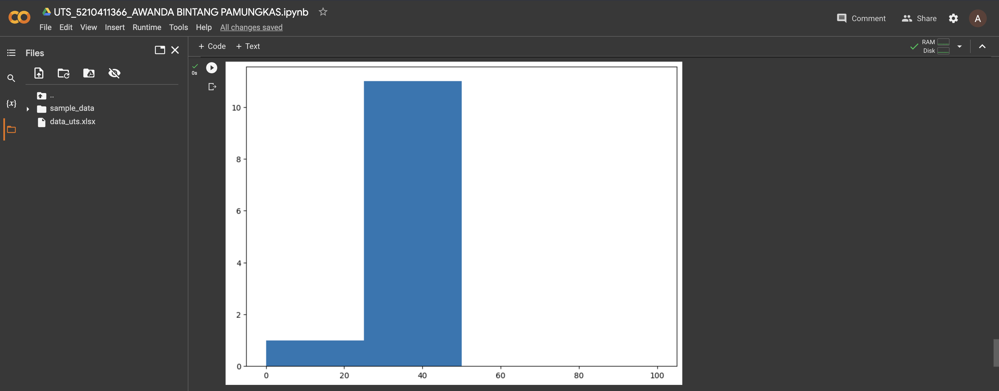 UTS_5210411366_AWANDA BINTANG PAMUNGKAS.ipynb
File Edit View Insert Runtime Tools Help All changes saved
Comment Share A
Files
+ Code + Text
RAM
Disk
0s
..
{x}
sample_data
data_uts.xlsx
10
8
6
4
2
0
0 20 40 60 80 100